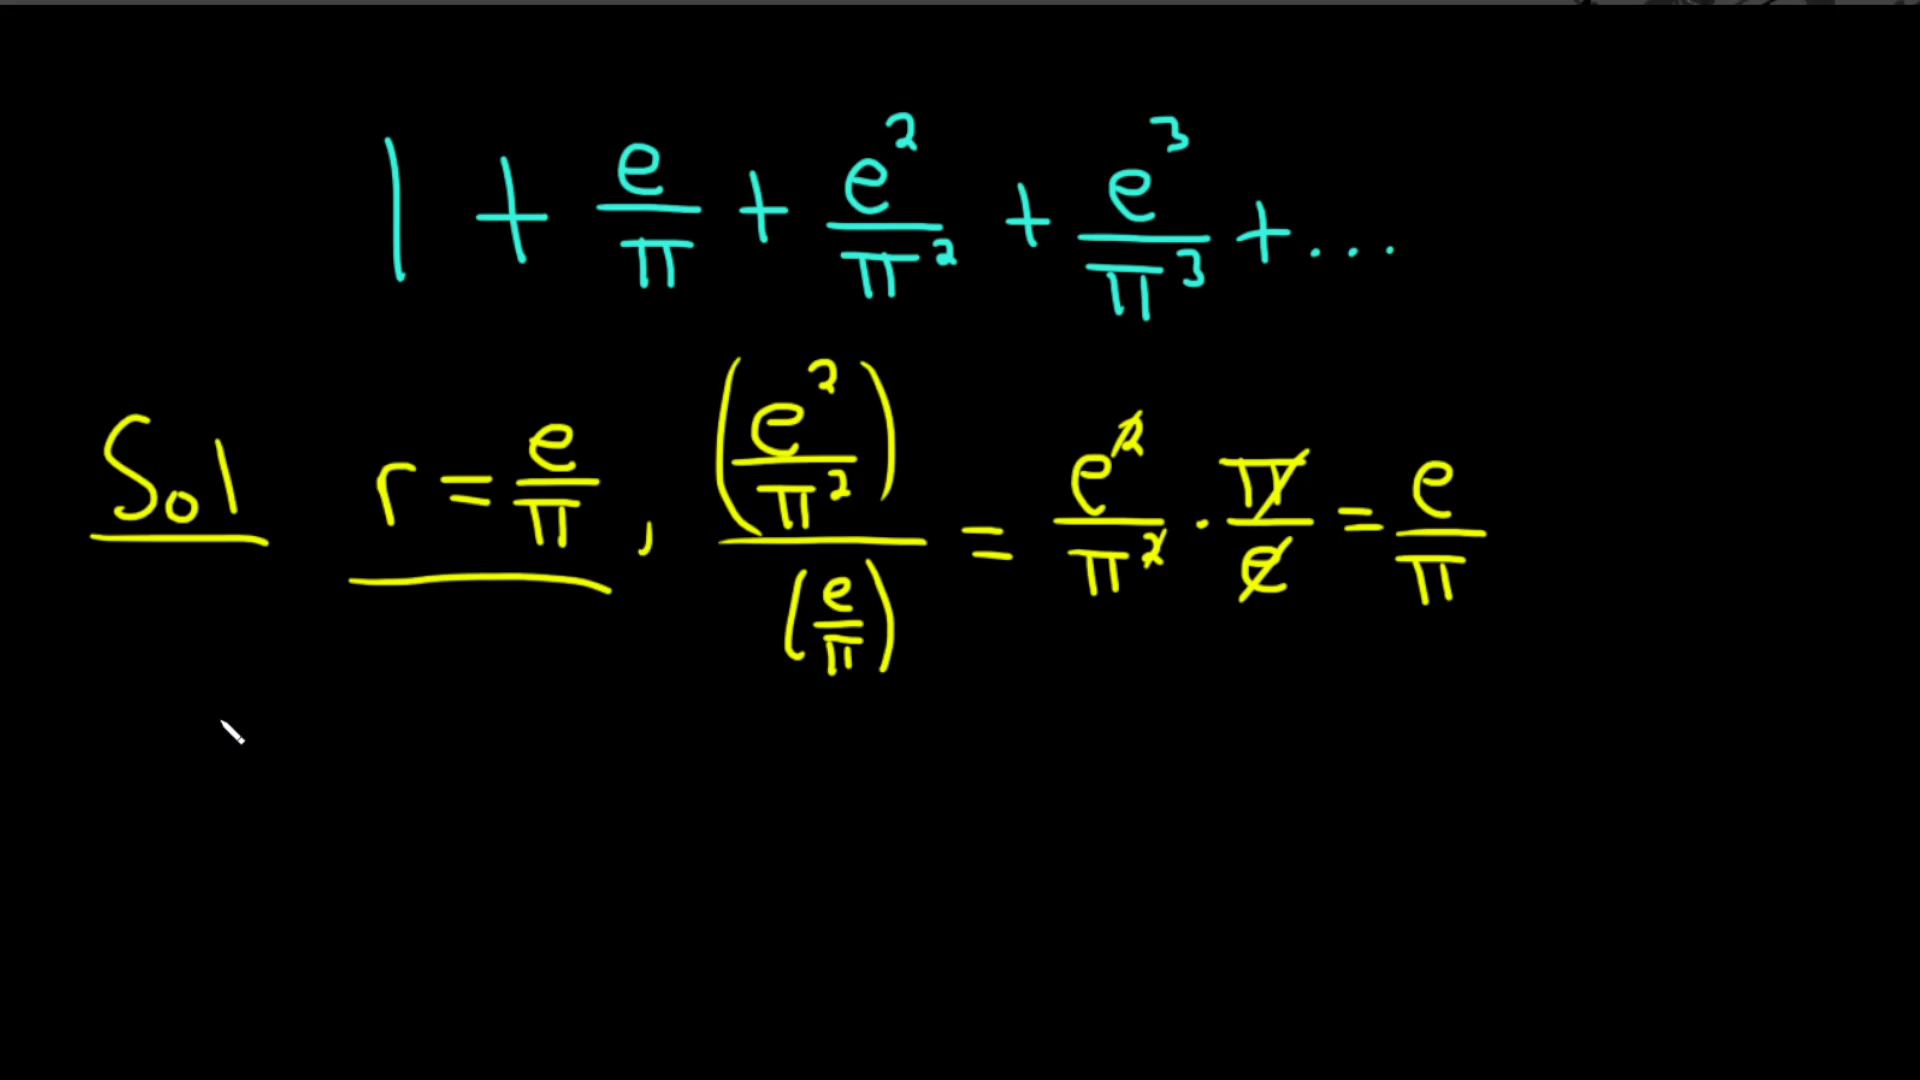 1 + e/π + e²/π² + e³/π³ + ...
Sol r = e/π , (e²/π²)/(e/π) = e²/π² · π/e = e/π